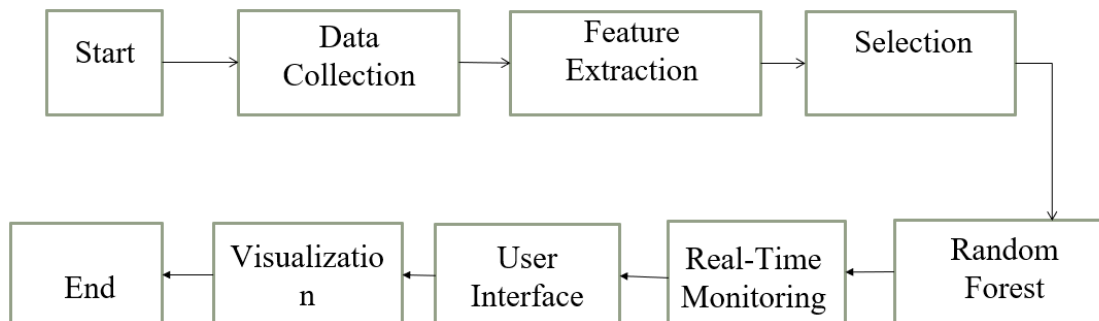 Start
Data
Collection
Feature
Extraction
Selection
Random
Forest
Real-Time
Monitoring
User
Interface
Visualizatio
n
End